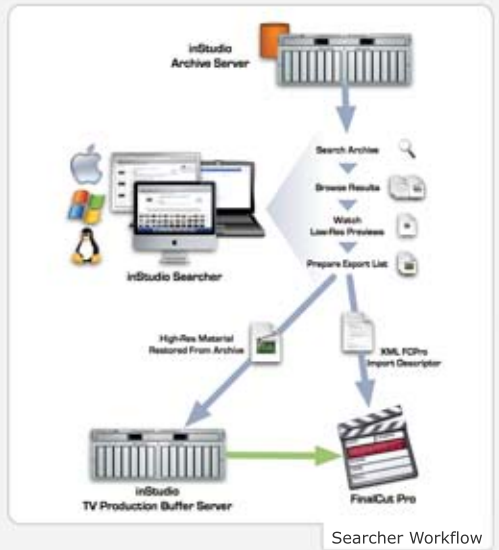 inStudio
Archive Server
Search Archive
Browse Results
Watch
Low-Res Previews
Prepare Export List
inStudio Searcher
High-Res Material
Restored From Archive
XML FCPro
Import Descriptor
inStudio
TV Production Buffer Server
FinalCut Pro
Searcher Workflow